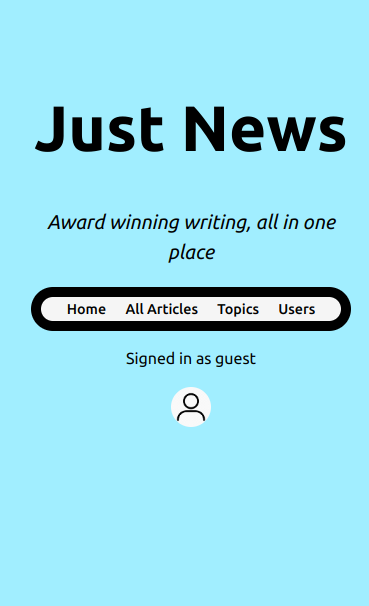 Just News
Award winning writing, all in one
place
Home All Articles Topics Users
Signed in as guest